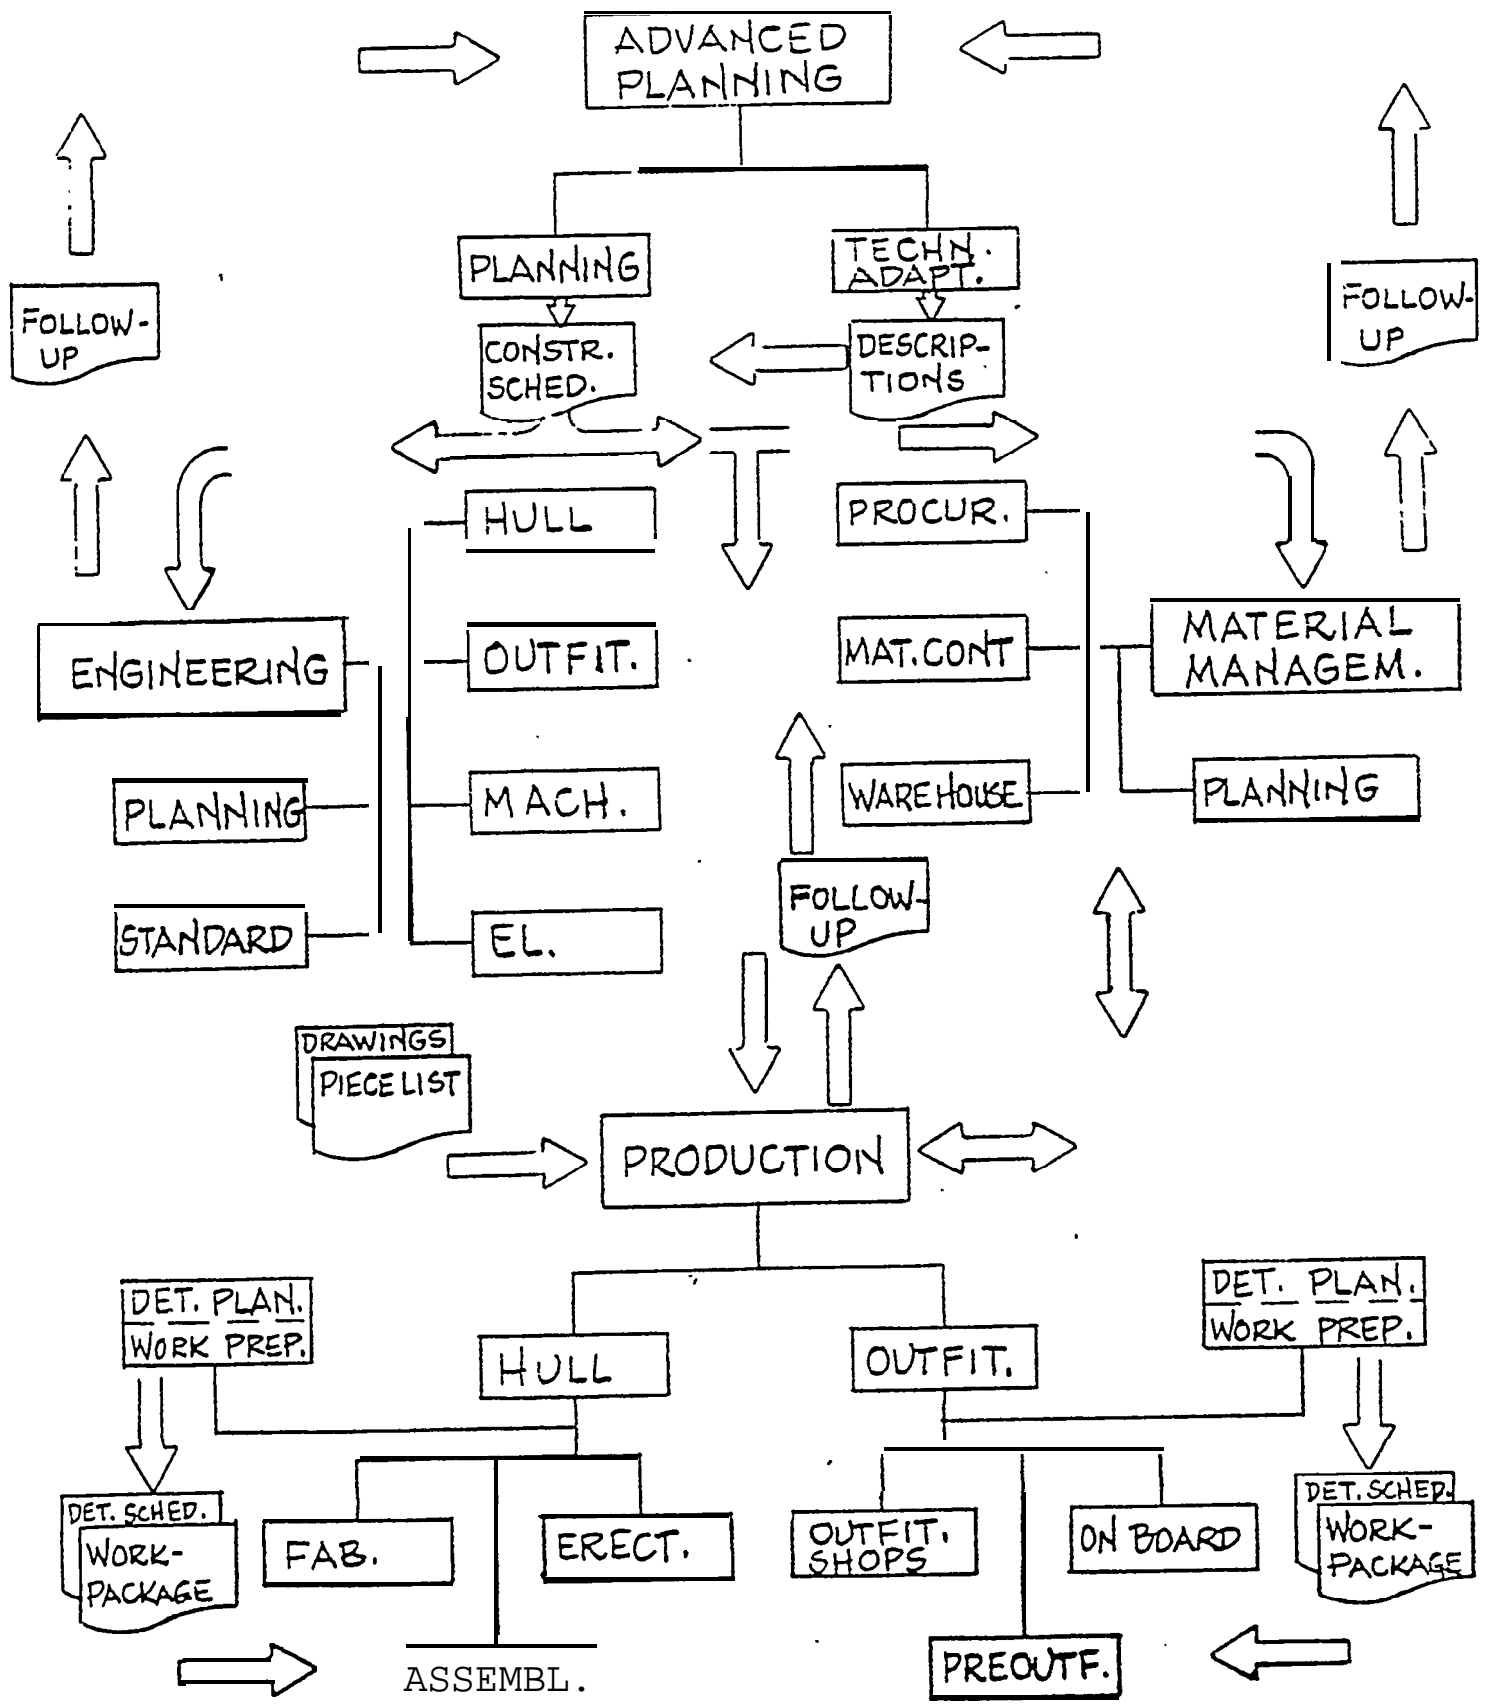 ADVANCED
PLANNING
PLANNING
TECHN.
ADAPT.
FOLLOW-
UP
FOLLOW-
UP
CONSTR.
SCHED.
DESCRIP-
TIONS
HULL
PROCUR.
ENGINEERING
OUTFIT.
MAT.CONT
MATERIAL
MANAGEM.
PLANNING
MACH.
WAREHOUSE
PLANNING
STANDARD
EL.
FOLLOW-
UP
DRAWINGS
PIECE LIST
PRODUCTION
DET. PLAN.
WORK PREP.
HULL
OUTFIT.
DET. PLAN.
WORK PREP.
DET. SCHED.
WORK-
PACKAGE
FAB.
ERECT.
OUTFIT.
SHOPS
ON BOARD
DET. SCHED.
WORK-
PACKAGE
ASSEMBL.
PREOUTF.